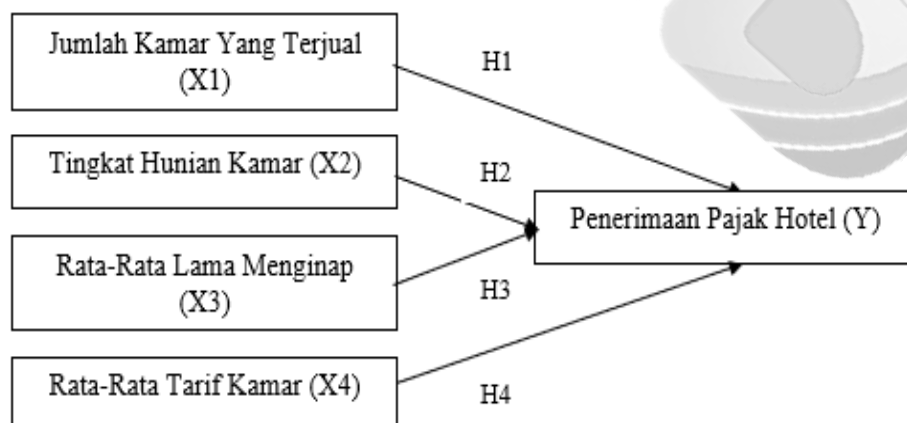 Jumlah Kamar Yang Terjual
(X1)
H1
Tingkat Hunian Kamar (X2)
H2
Penerimaan Pajak Hotel (Y)
Rata-Rata Lama Menginap
(X3)
H3
Rata-Rata Tarif Kamar (X4)
H4